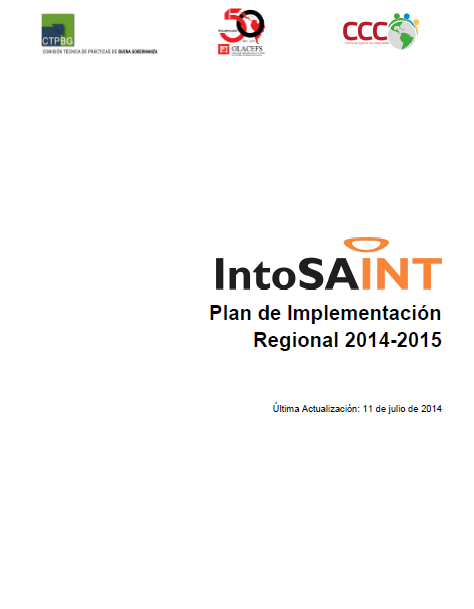 CTPBG
COMISIÓN TÉCNICA DE PRÁCTICAS DE BUENA GOBERNANZA
50
OLACEFS
CCC
IntoSAINT
Plan de Implementación
Regional 2014-2015
Última Actualización: 11 de julio de 2014